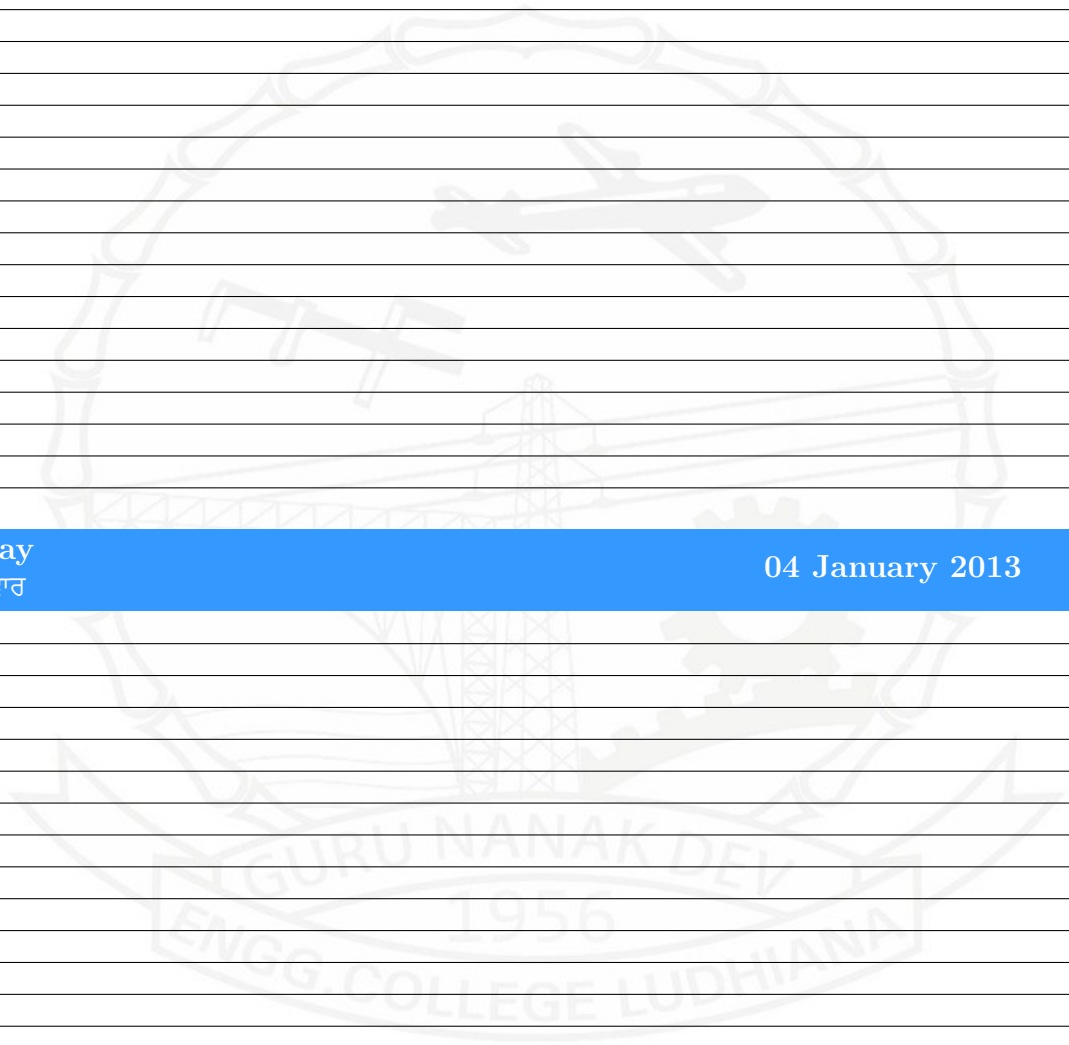 ay
ਵਾਰ
04 January 2013
GURU NANAK DEV
1956
ENGG.COLLEGE LUDHIANA